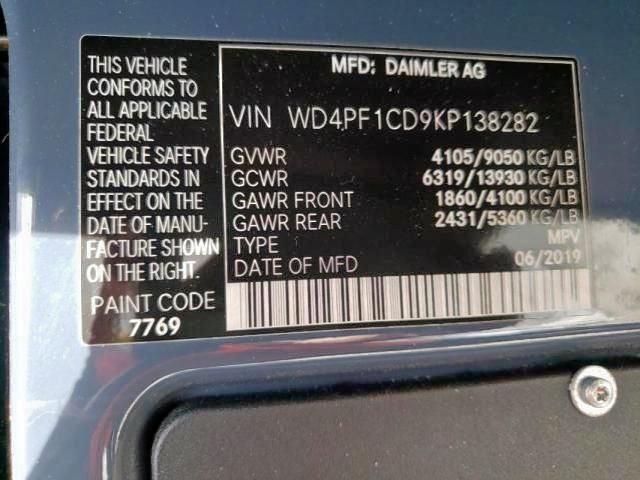 THIS VEHICLE
CONFORMS TO
ALL APPLICABLE
FEDERAL
VEHICLE SAFETY
STANDARDS IN
EFFECT ON THE
DATE OF MANU-
FACTURE SHOWN
ON THE RIGHT.
PAINT CODE
7769
MFD: DAIMLER AG
VIN WD4PF1CD9KP138282
GVWR 4105/9050 KG/LB
GCWR 6319/13930 KG/LB
GAWR FRONT 1860/4100 KG/LB
GAWR REAR 2431/5360 KG/LB
TYPE MPV
DATE OF MFD 06/2019